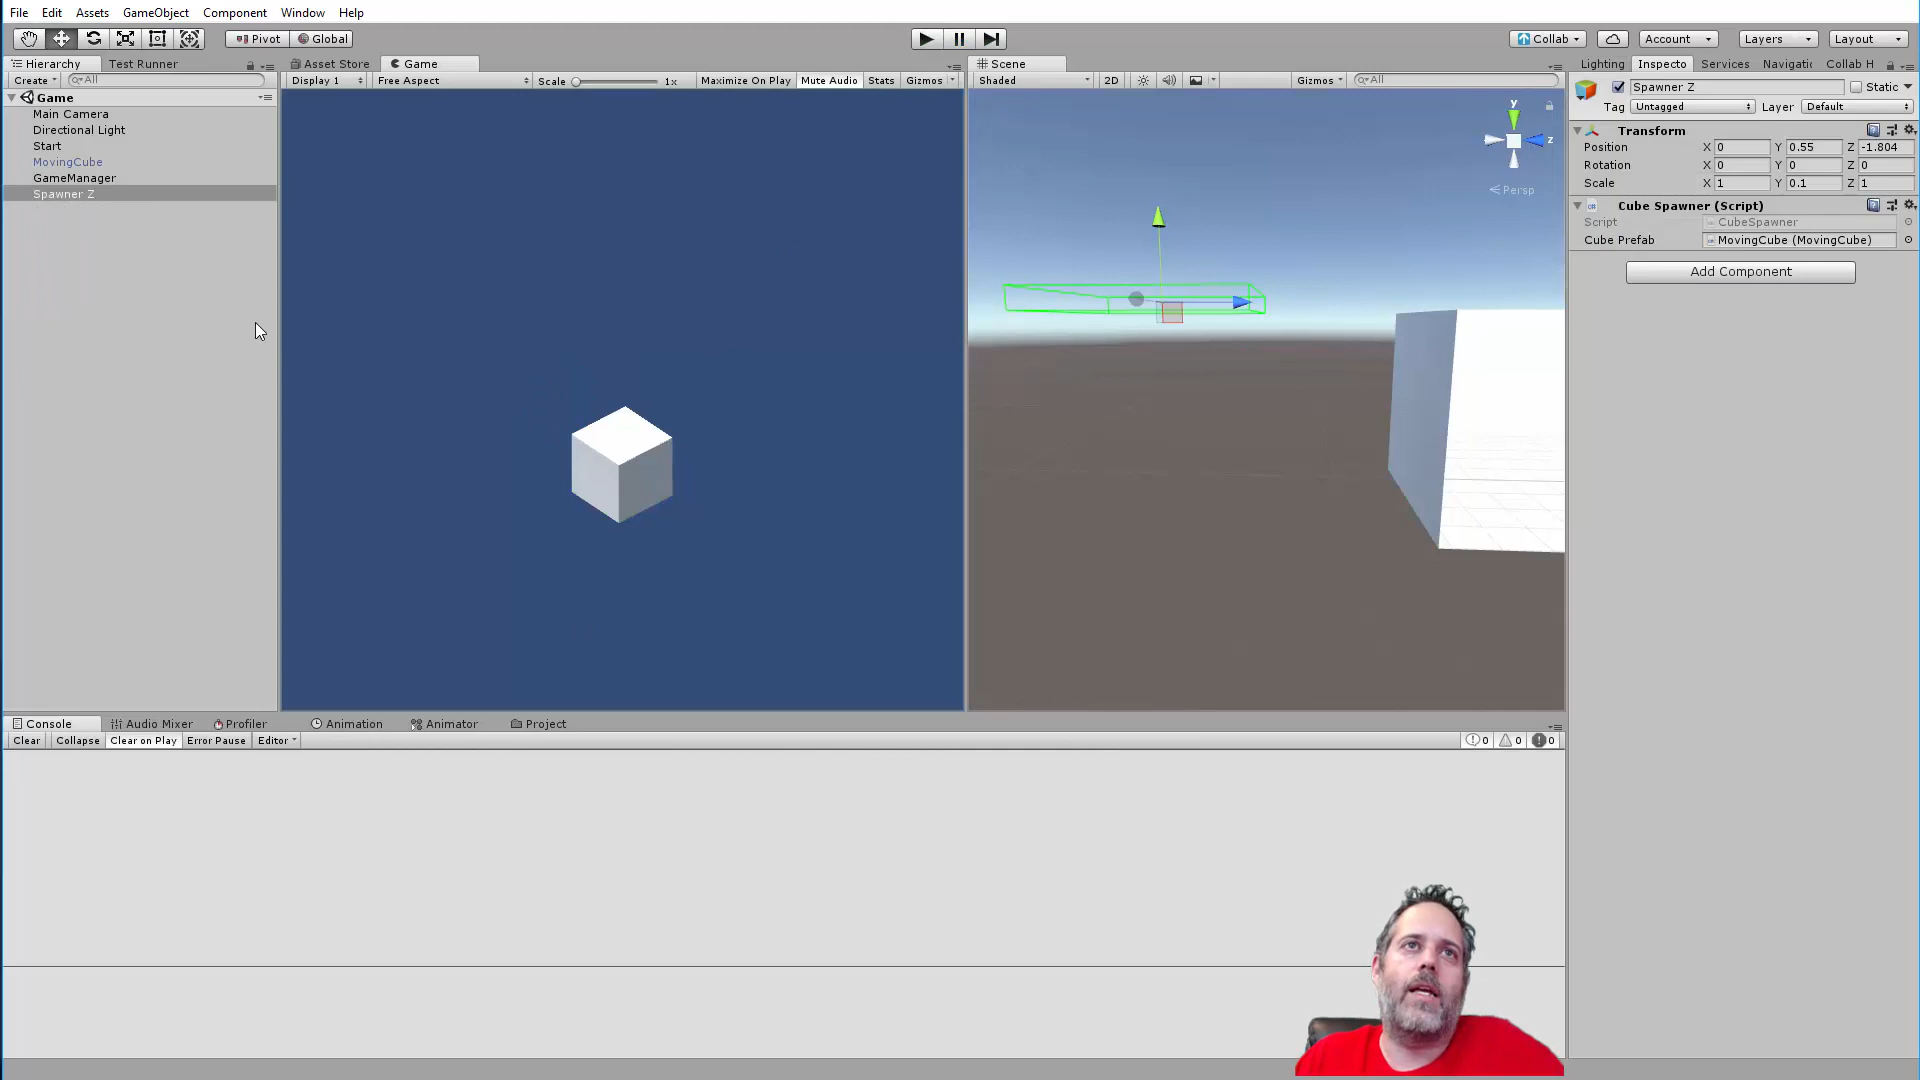 File Edit Assets GameObject Component Window Help
Pivot Global Collab Account Layers Layout
Hierarchy Test Runner Asset Store Game Scene Lighting Inspecto Services Navigatic Collab H
Create All Display 1 Free Aspect Scale 1x Maximize On Play Mute Audio Stats Gizmos Shaded 2D Gizmos All
Spawner Z Static
Game
Tag Untagged Layer Default
Main Camera
Directional Light
Start
MovingCube
GameManager
Spawner Z
y
z
Persp
Transform
Position X 0 Y 0.55 Z -1.804
Rotation X 0 Y 0 Z 0
Scale X 1 Y 0.1 Z 1
Cube Spawner (Script)
Script CubeSpawner
Cube Prefab MovingCube (MovingCube)
Add Component
Console Audio Mixer Profiler Animation Animator Project
Clear Collapse Clear on Play Error Pause Editor 0 0 0